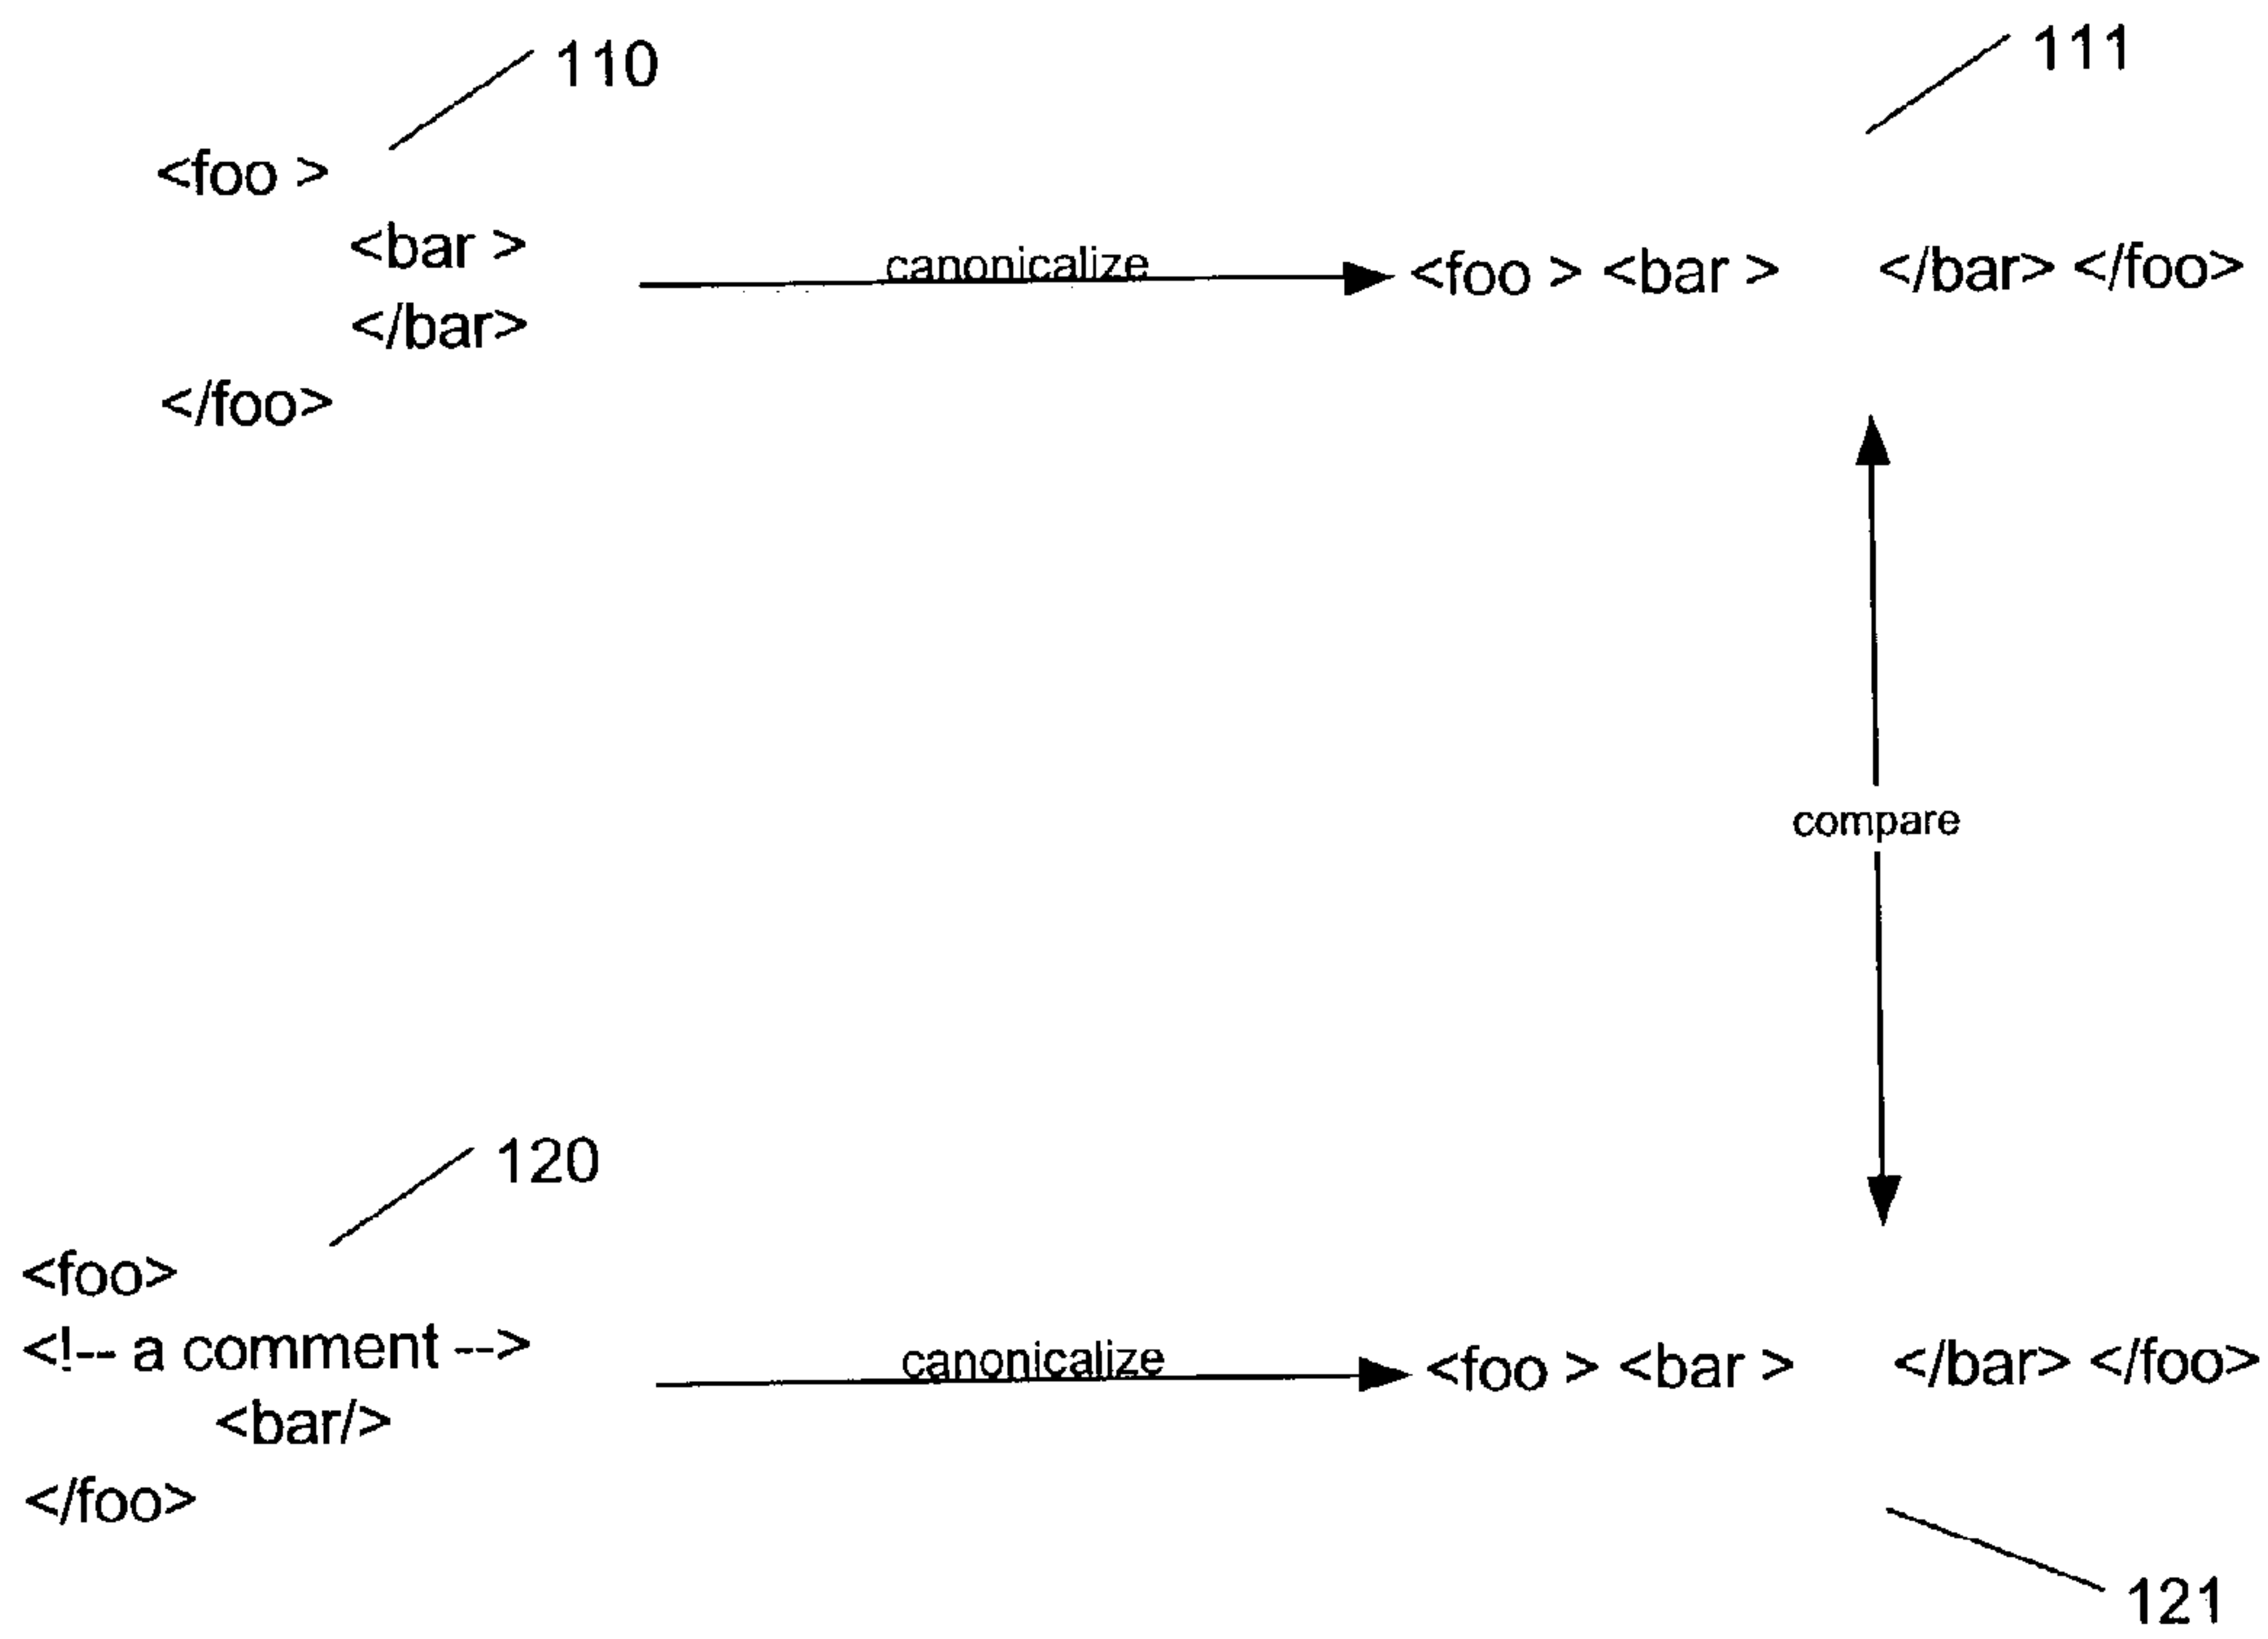 110
<foo >
<bar >
</bar>
</foo>
canonicalize
111
<foo > <bar > </bar> </foo>
compare
120
<foo>
<!-- a comment -->
<bar/>
</foo>
canonicalize
<foo > <bar > </bar> </foo>
121